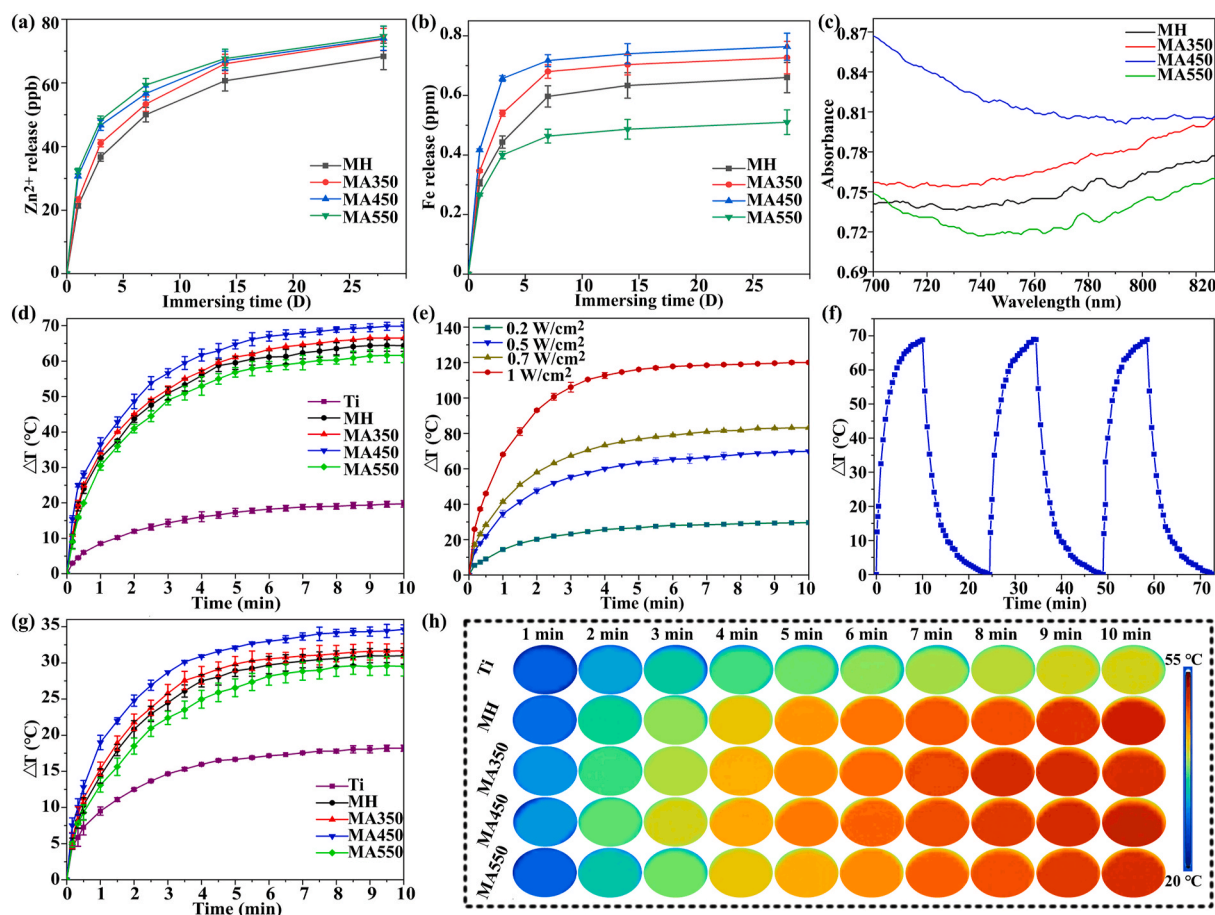 (a)
80
60
40
20
0
Zn2+ release (ppb)
MH
MA350
MA450
MA550
0 5 10 15 20 25
Immersing time (D)
(b)
0.8
0.6
0.4
0.2
0.0
Fe release (ppm)
MH
MA350
MA450
MA550
0 5 10 15 20 25
Immersing time (D)
(c)
0.87
0.84
0.81
0.78
0.75
0.72
0.69
Absorbance
MH
MA350
MA450
MA550
700 720 740 760 780 800 820
Wavelength (nm)
(d)
70
60
50
40
30
20
10
0
ΔT (℃)
Ti
MH
MA350
MA450
MA550
0 1 2 3 4 5 6 7 8 9 10
Time (min)
(e)
140
120
100
80
60
40
20
0
ΔT (℃)
0.2 W/cm2
0.5 W/cm2
0.7 W/cm2
1 W/cm2
0 1 2 3 4 5 6 7 8 9 10
Time (min)
(f)
70
60
50
40
30
20
10
0
ΔT (℃)
0 10 20 30 40 50 60 70
Time (min)
(g)
35
30
25
20
15
10
5
0
ΔT (℃)
Ti
MH
MA350
MA450
MA550
0 1 2 3 4 5 6 7 8 9 10
Time (min)
(h)
1 min 2 min 3 min 4 min 5 min 6 min 7 min 8 min 9 min 10 min
Ti
MH
MA350
MA450
MA550
55 ℃
20 ℃